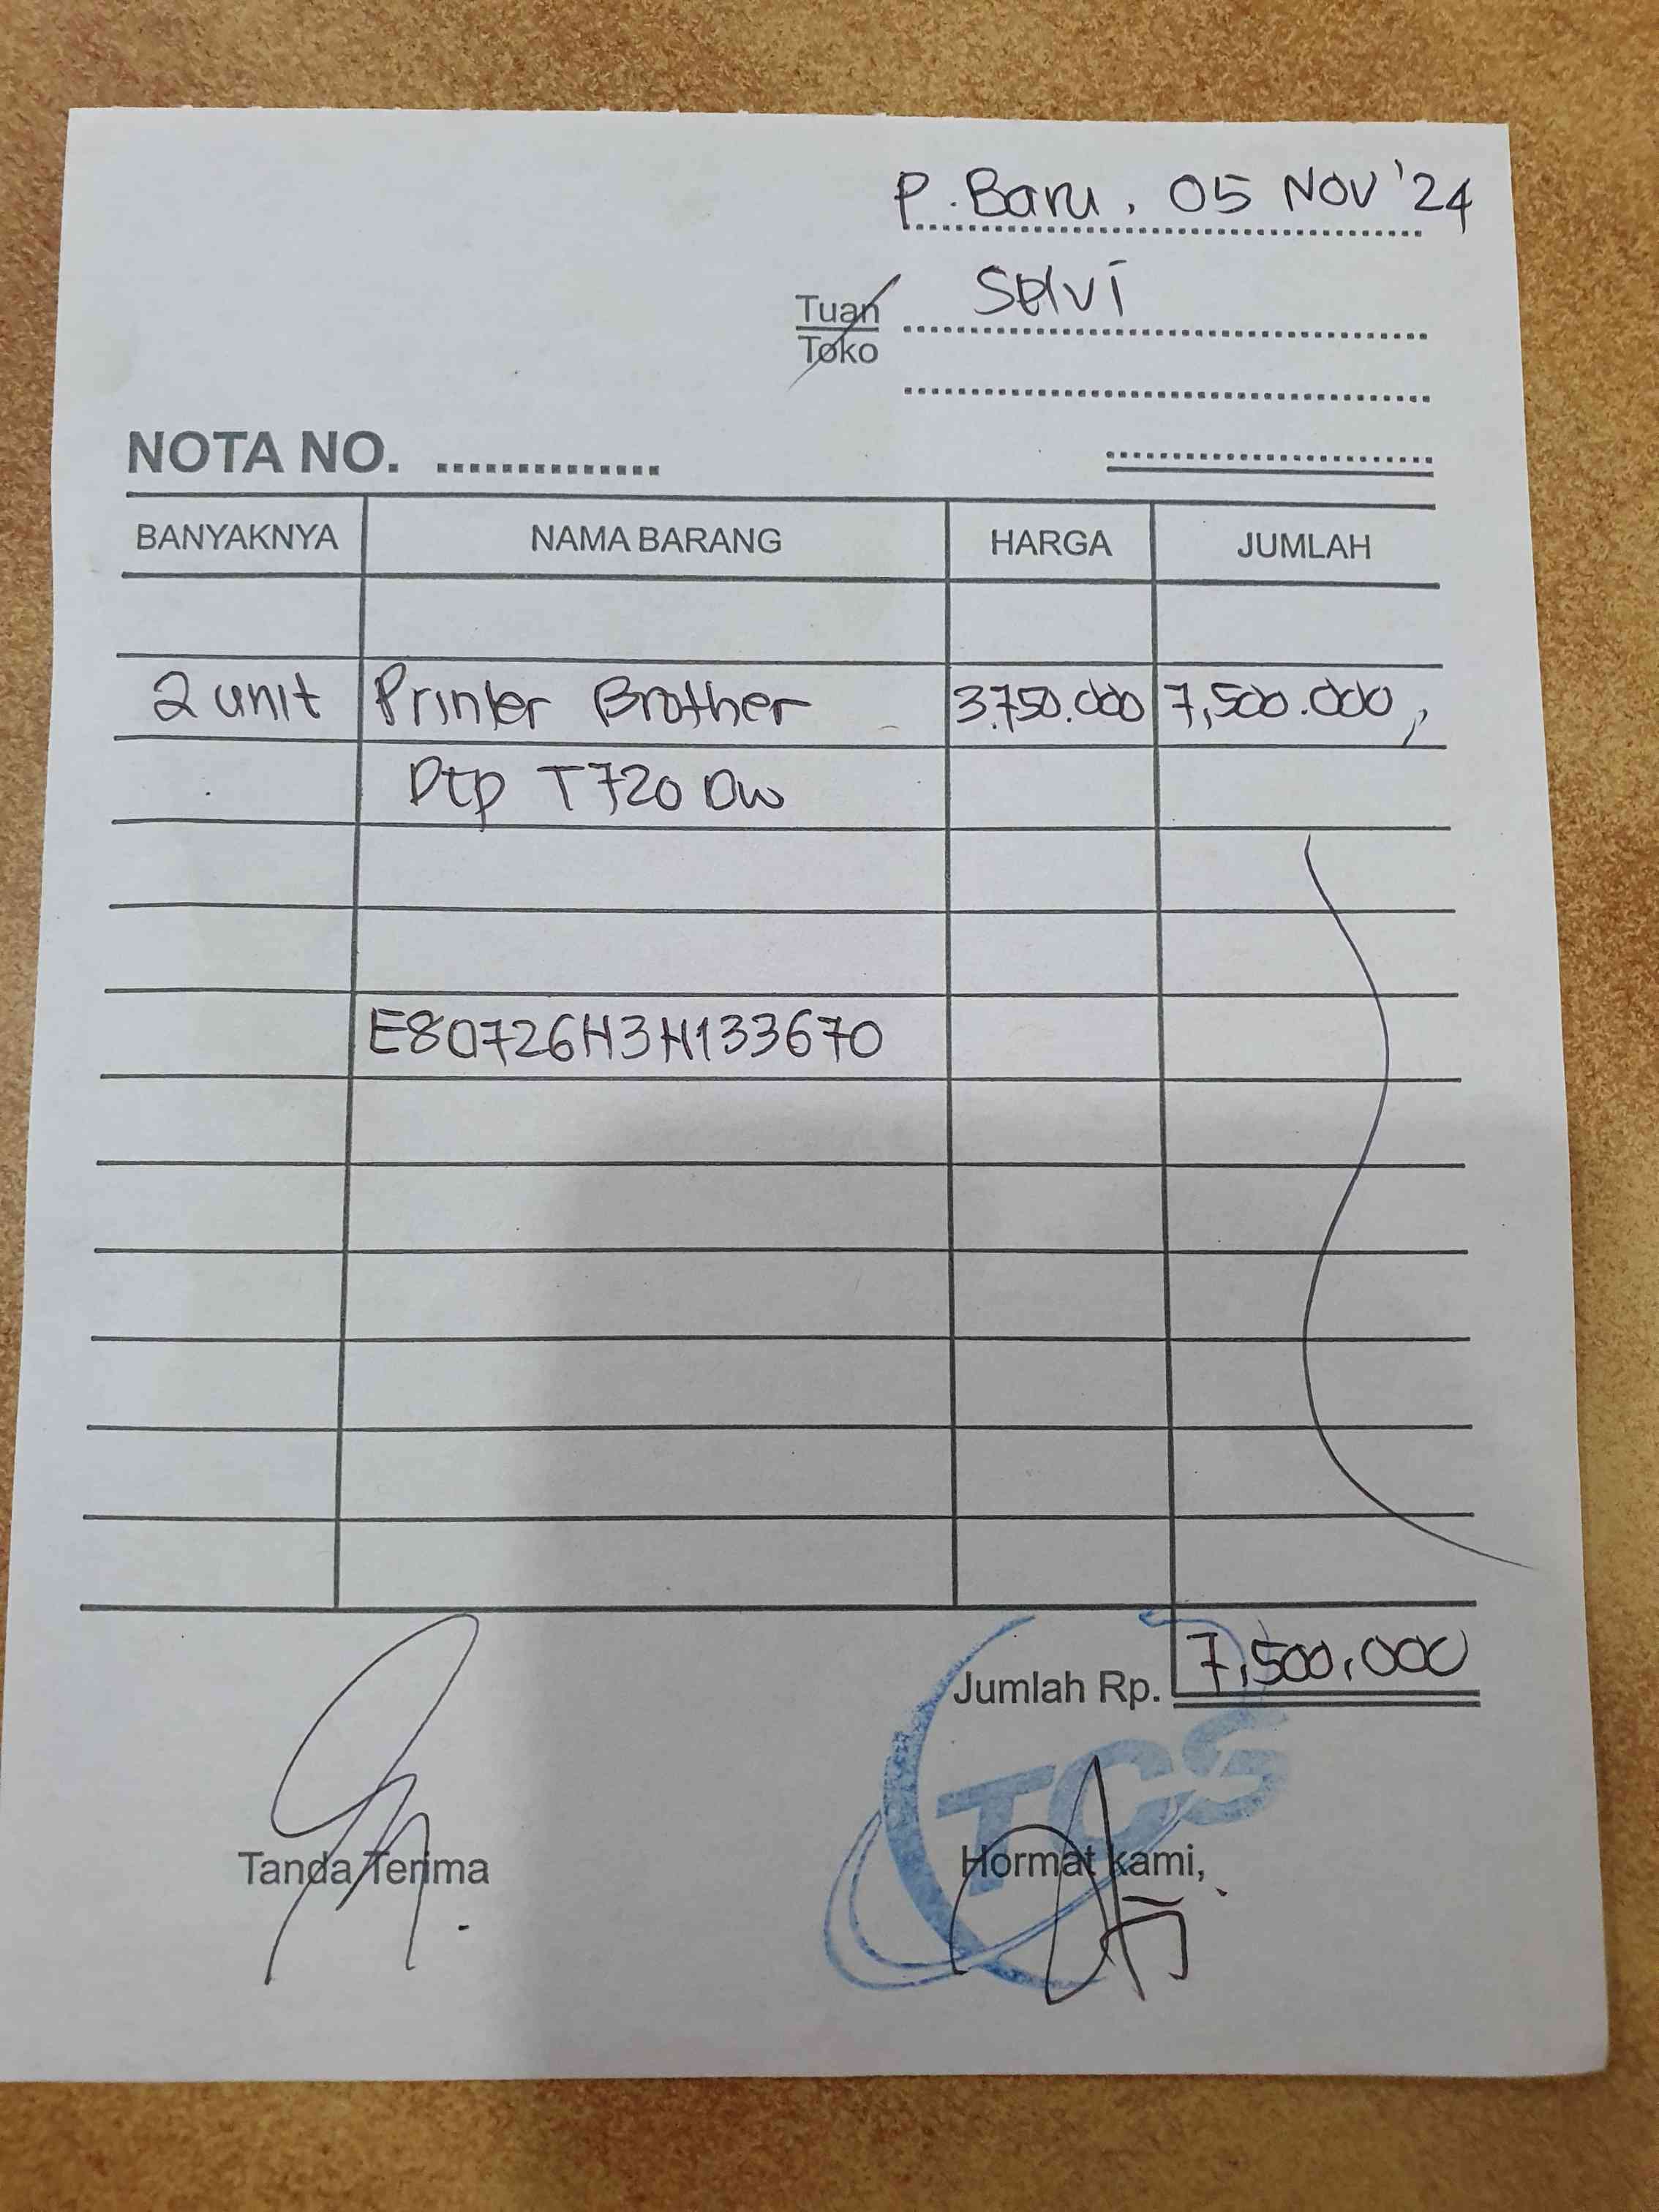 P. Baru, 05 NOV '24
Tuan Selvi
Toko
NOTA NO.
BANYAKNYA NAMA BARANG HARGA JUMLAH
2 unit Printer Brother 3.750.000 7,500.000,
Dcp T720 DW
E80726H3H133670
Jumlah Rp. 7,500,000
TCS
Tanda Terima Hormat kami,